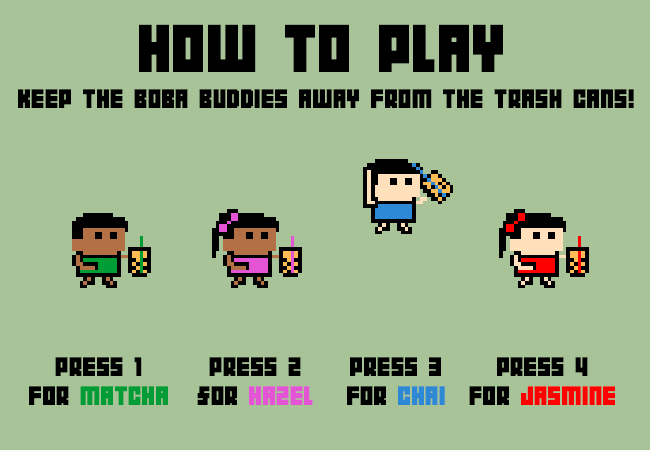 HOW TO PLAY
KEEP THE BOBA BUDDIES AWAY FROM THE TRASH CANS!
PRESS 1 PRESS 2 PRESS 3 PRESS 4
FOR MATCHA FOR HAZEL FOR CHAI FOR JASMINE